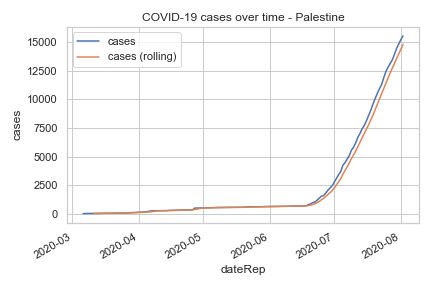 COVID-19 cases over time - Palestine
cases
cases (rolling)
15000
12500
10000
7500
5000
2500
0
cases
2020-03
2020-04
2020-05
2020-06
2020-07
2020-08
dateRep